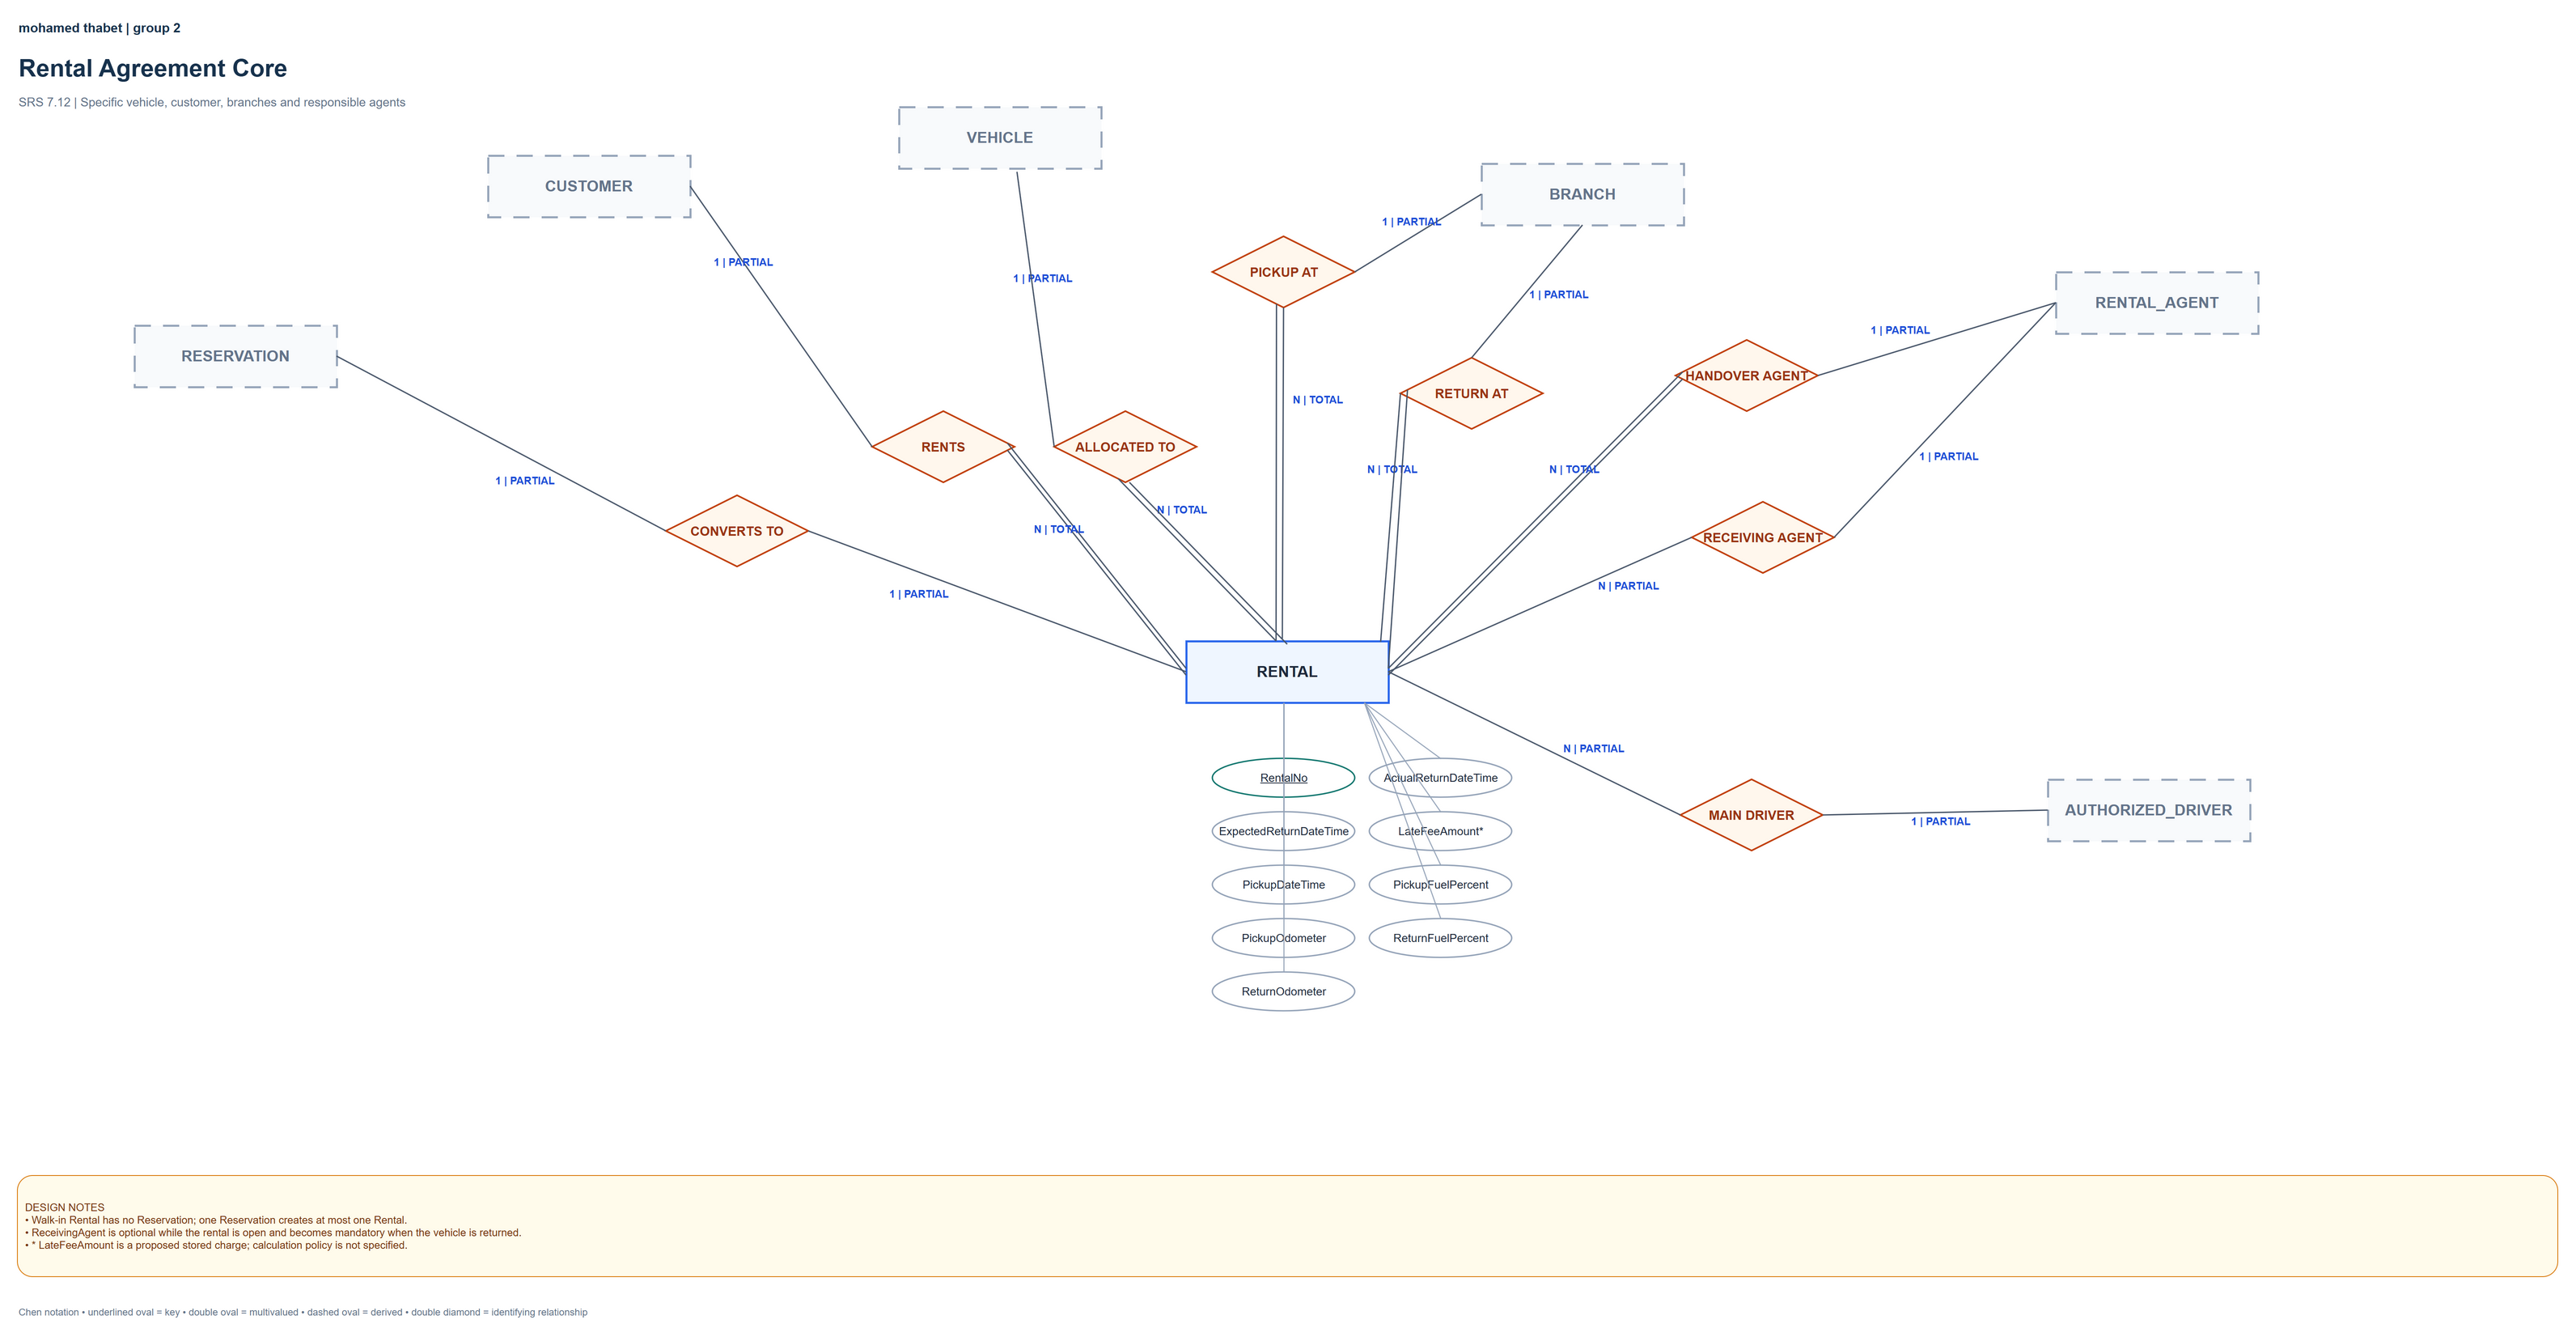 mohamed thabet | group 2
Rental Agreement Core
SRS 7.12 | Specific vehicle, customer, branches and responsible agents
VEHICLE
CUSTOMER
BRANCH
1 | PARTIAL
1 | PARTIAL
PICKUP AT
1 | PARTIAL
1 | PARTIAL
RENTAL_AGENT
1 | PARTIAL
RESERVATION
HANDOVER AGENT
RETURN AT
N | TOTAL
RENTS
ALLOCATED TO
1 | PARTIAL
N | TOTAL
N | TOTAL
1 | PARTIAL
N | TOTAL
N | TOTAL
CONVERTS TO
RECEIVING AGENT
N | PARTIAL
1 | PARTIAL
RENTAL
N | PARTIAL
RentalNo
ActualReturnDateTime
AUTHORIZED_DRIVER
MAIN DRIVER
1 | PARTIAL
ExpectedReturnDateTime
LateFeeAmount*
PickupDateTime
PickupFuelPercent
PickupOdometer
ReturnFuelPercent
ReturnOdometer
DESIGN NOTES
• Walk-in Rental has no Reservation; one Reservation creates at most one Rental.
• ReceivingAgent is optional while the rental is open and becomes mandatory when the vehicle is returned.
• * LateFeeAmount is a proposed stored charge; calculation policy is not specified.
Chen notation • underlined oval = key • double oval = multivalued • dashed oval = derived • double diamond = identifying relationship